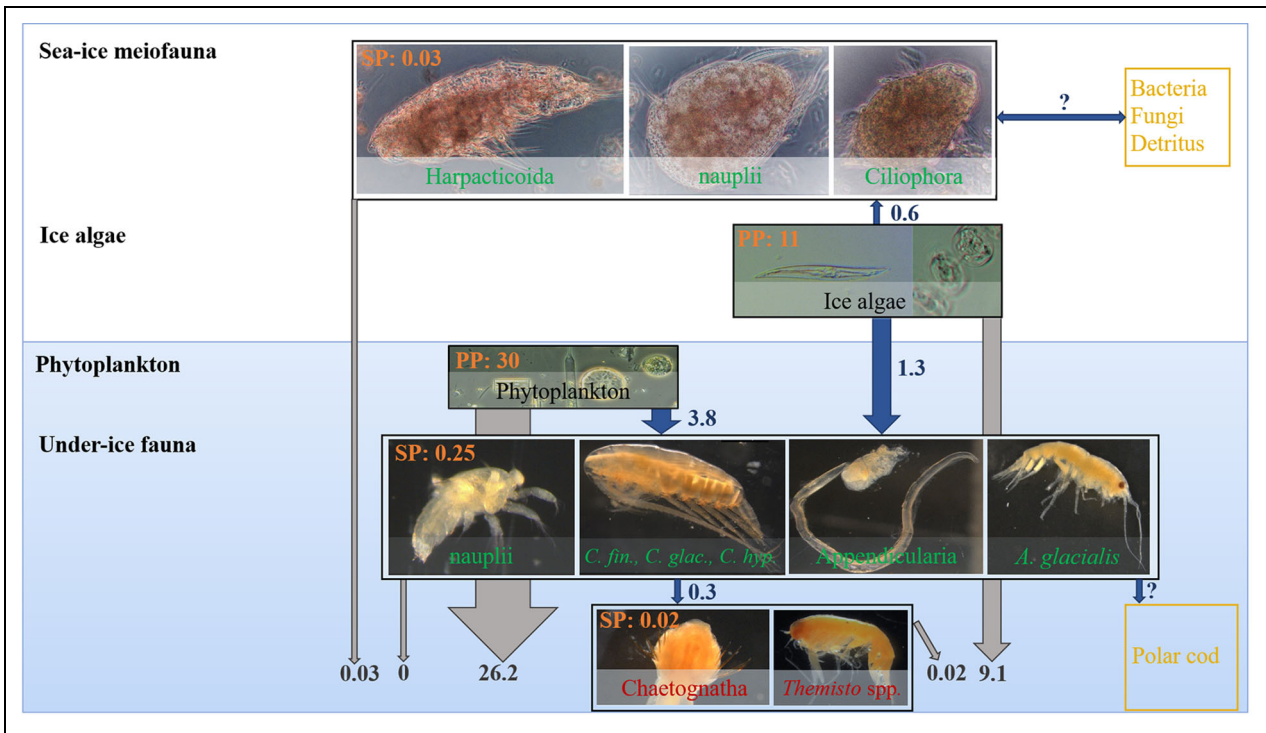 Sea-ice meiofauna
SP: 0.03
Harpacticoida
nauplii
Ciliophora
?
Bacteria
Fungi
Detritus
0.6
Ice algae
PP: 11
Ice algae
Phytoplankton
PP: 30
Phytoplankton
1.3
3.8
Under-ice fauna
SP: 0.25
nauplii
C. fin., C. glac., C. hyp.
Appendicularia
A. glacialis
0.3
?
SP: 0.02
Chaetognatha
Themisto spp.
Polar cod
0.03
0
26.2
0.02
9.1